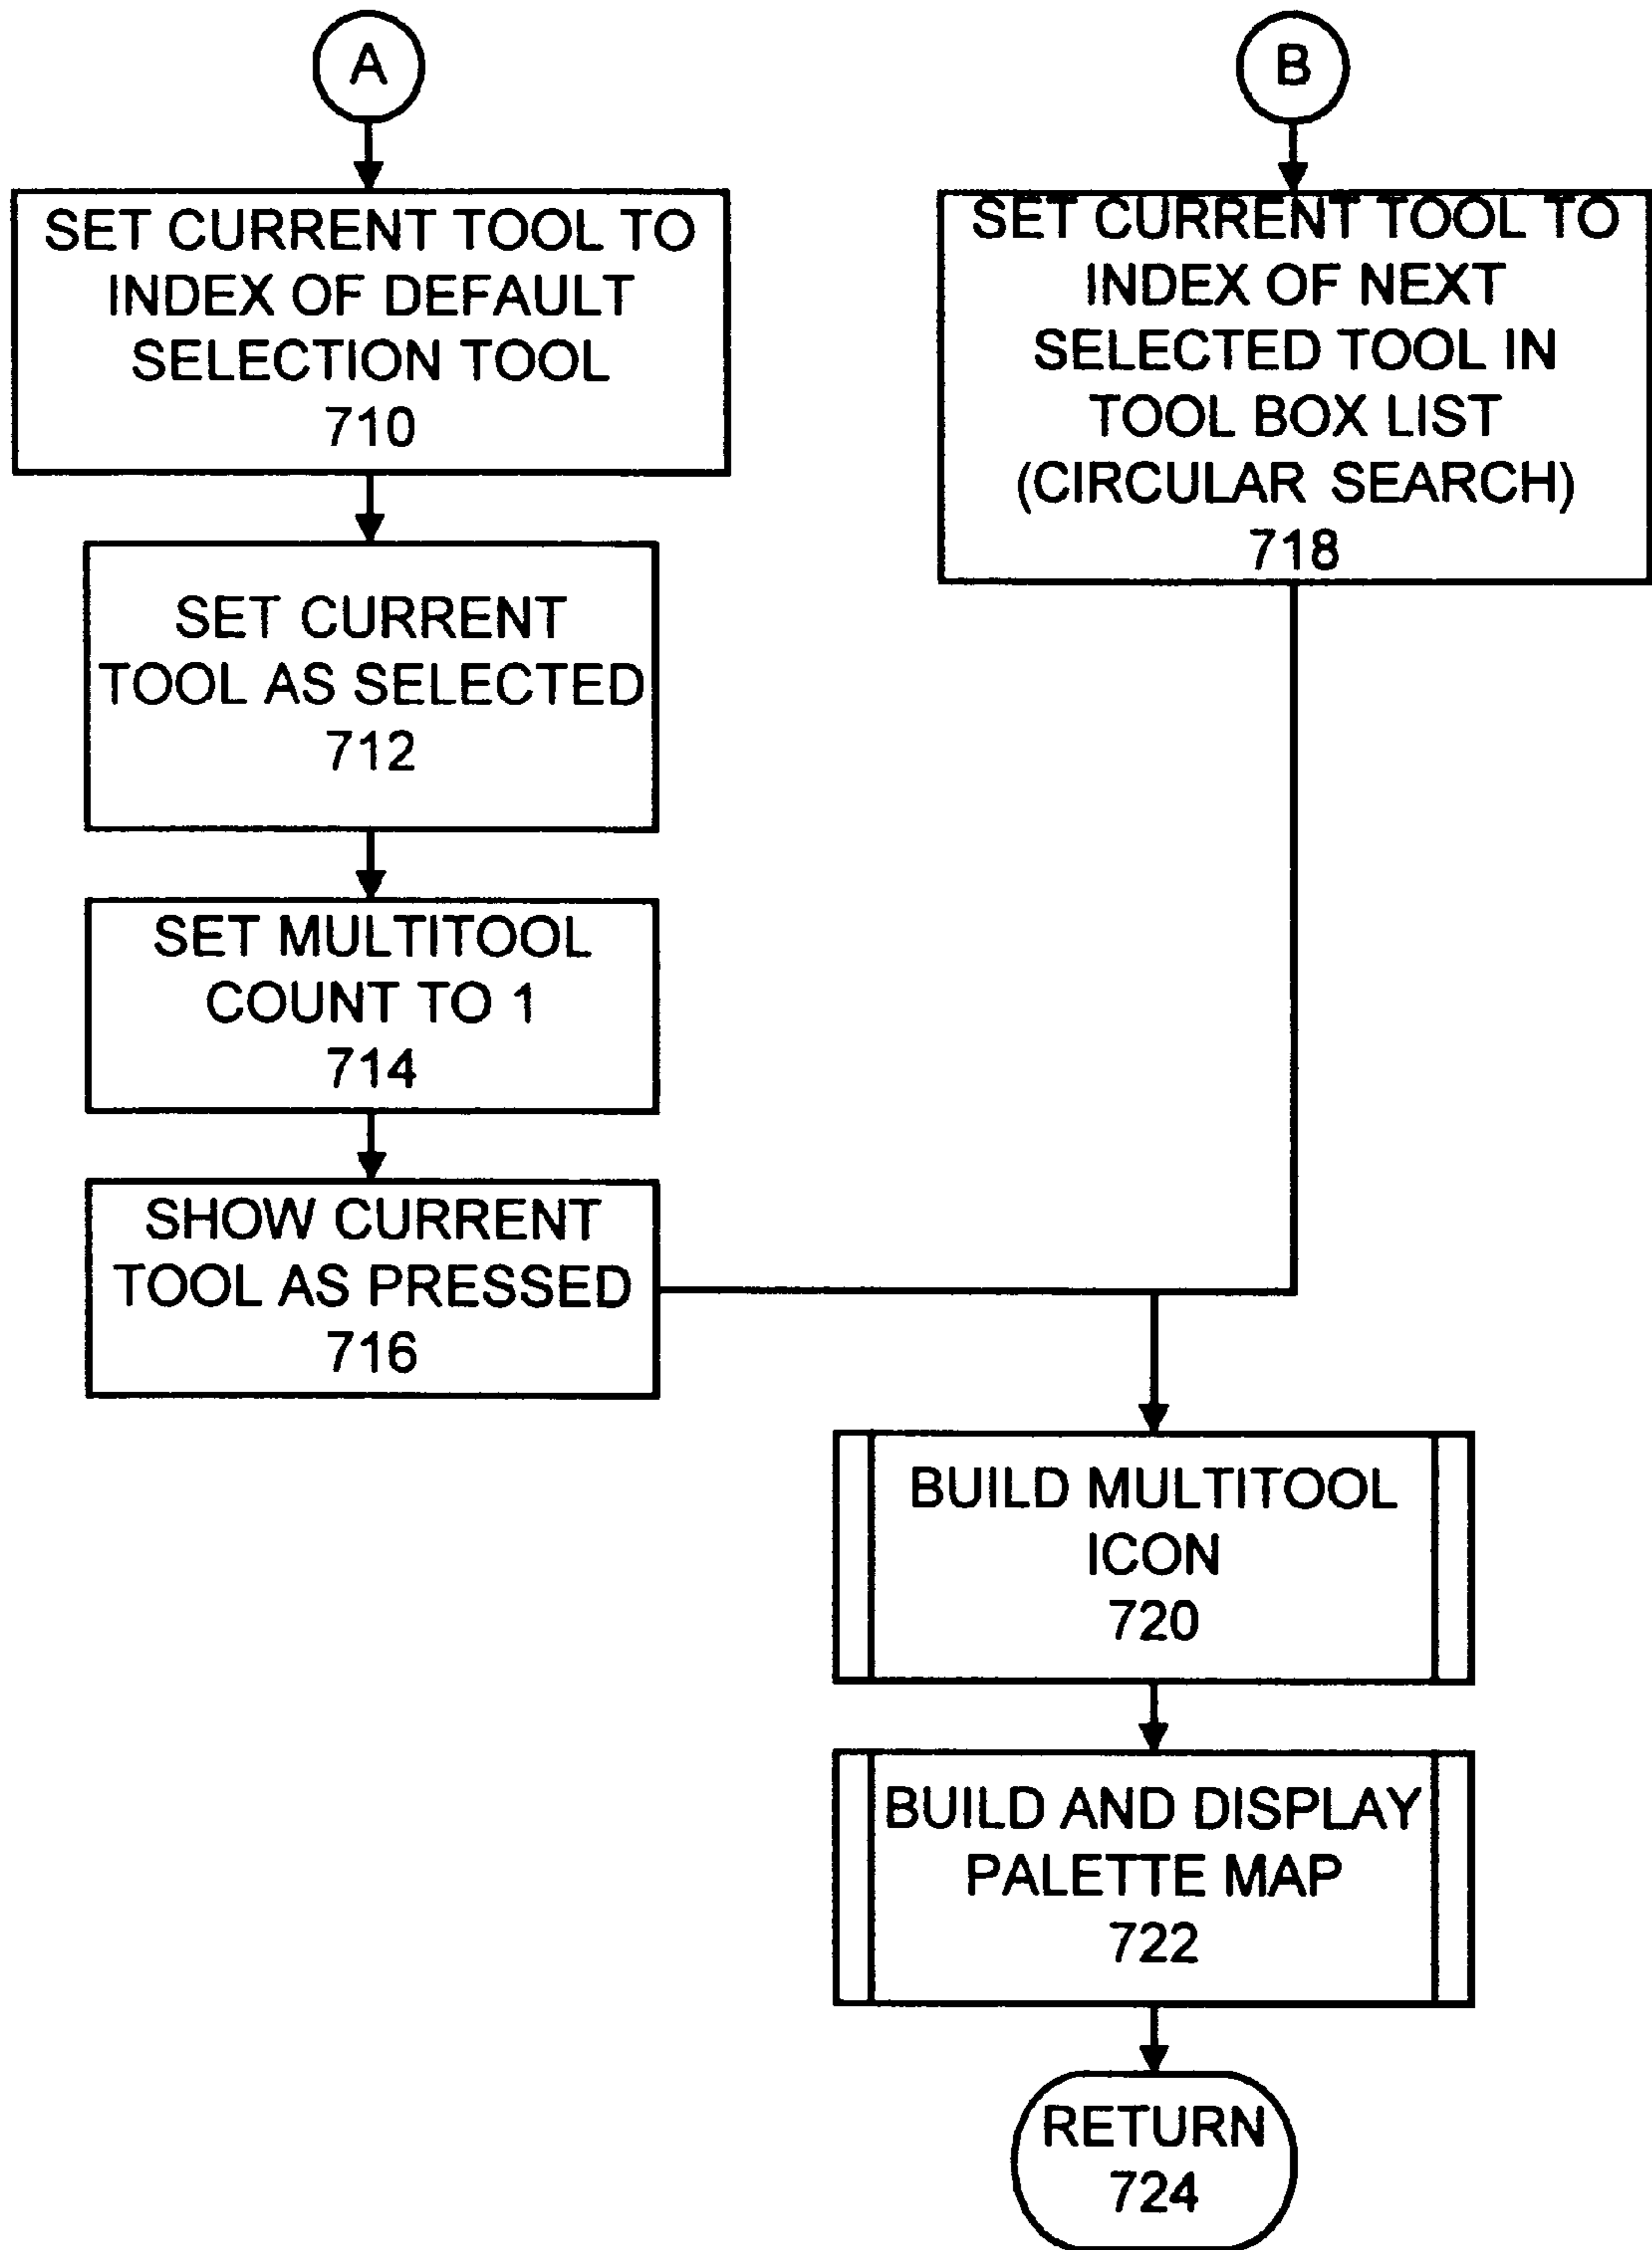 A
SET CURRENT TOOL TO
INDEX OF DEFAULT
SELECTION TOOL
710
SET CURRENT
TOOL AS SELECTED
712
SET MULTITOOL
COUNT TO 1
714
SHOW CURRENT
TOOL AS PRESSED
716
B
SET CURRENT TOOL TO
INDEX OF NEXT
SELECTED TOOL IN
TOOL BOX LIST
(CIRCULAR SEARCH)
718
BUILD MULTITOOL
ICON
720
BUILD AND DISPLAY
PALETTE MAP
722
RETURN
724